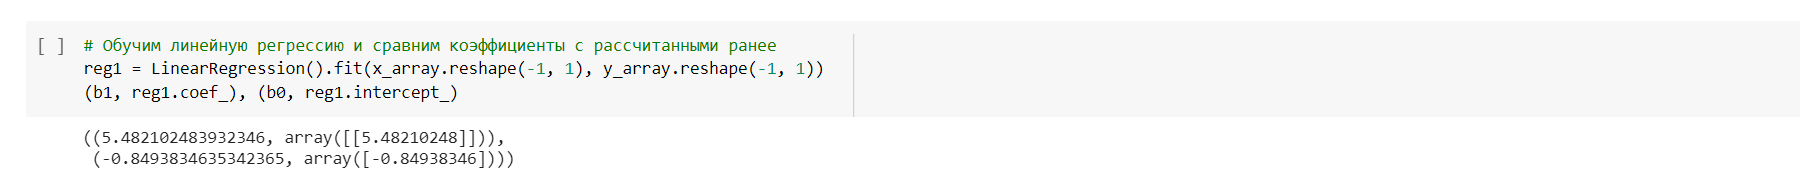 [ ] # Обучим линейную регрессию и сравним коэффициенты с рассчитанными ранее
reg1 = LinearRegression().fit(x_array.reshape(-1, 1), y_array.reshape(-1, 1))
(b1, reg1.coef_), (b0, reg1.intercept_)
((5.482102483932346, array([[5.48210248]])),
(-0.8493834635342365, array([-0.84938346])))